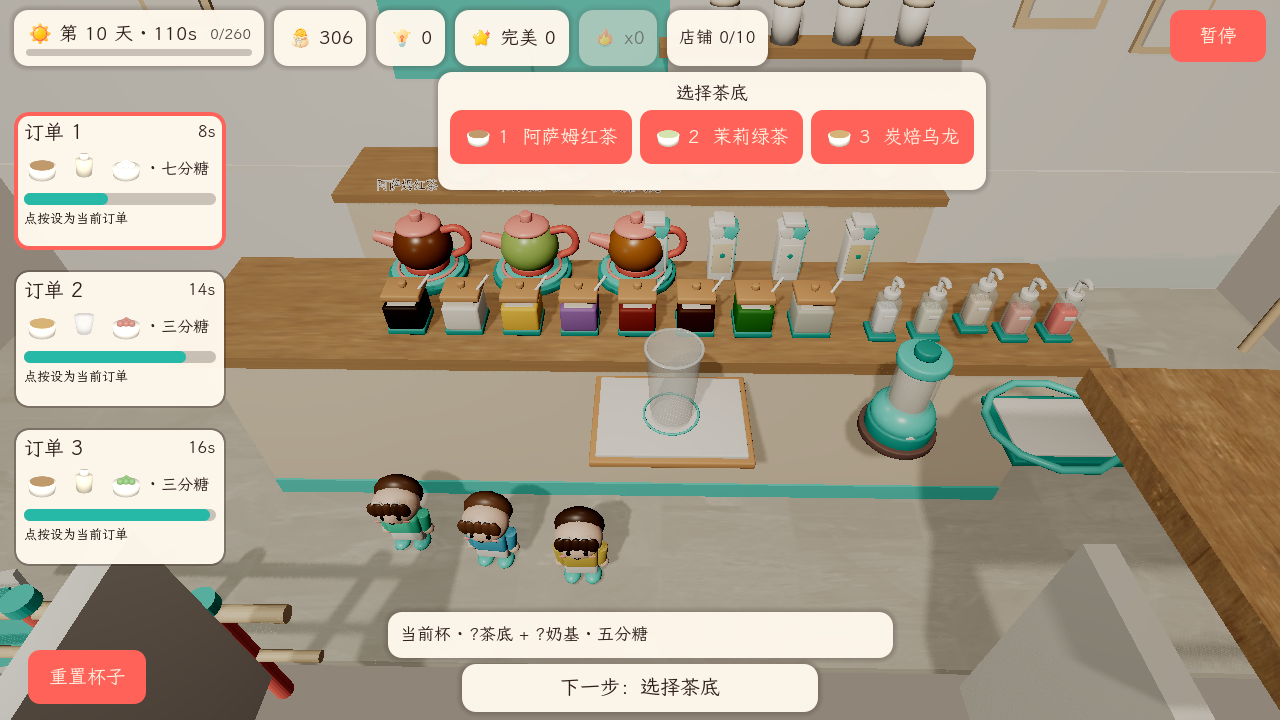 第 10 天·110s 0/260
306
0
完美 0
x0
店铺 0/10
暂停
选择茶底
1 阿萨姆红茶
2 茉莉绿茶
3 炭焙乌龙
阿萨姆红茶
订单 1 8s
·七分糖
点按设为当前订单
订单 2 14s
·三分糖
点按设为当前订单
订单 3 16s
·三分糖
点按设为当前订单
当前杯·?茶底 + ?奶基·五分糖
下一步: 选择茶底
重置杯子